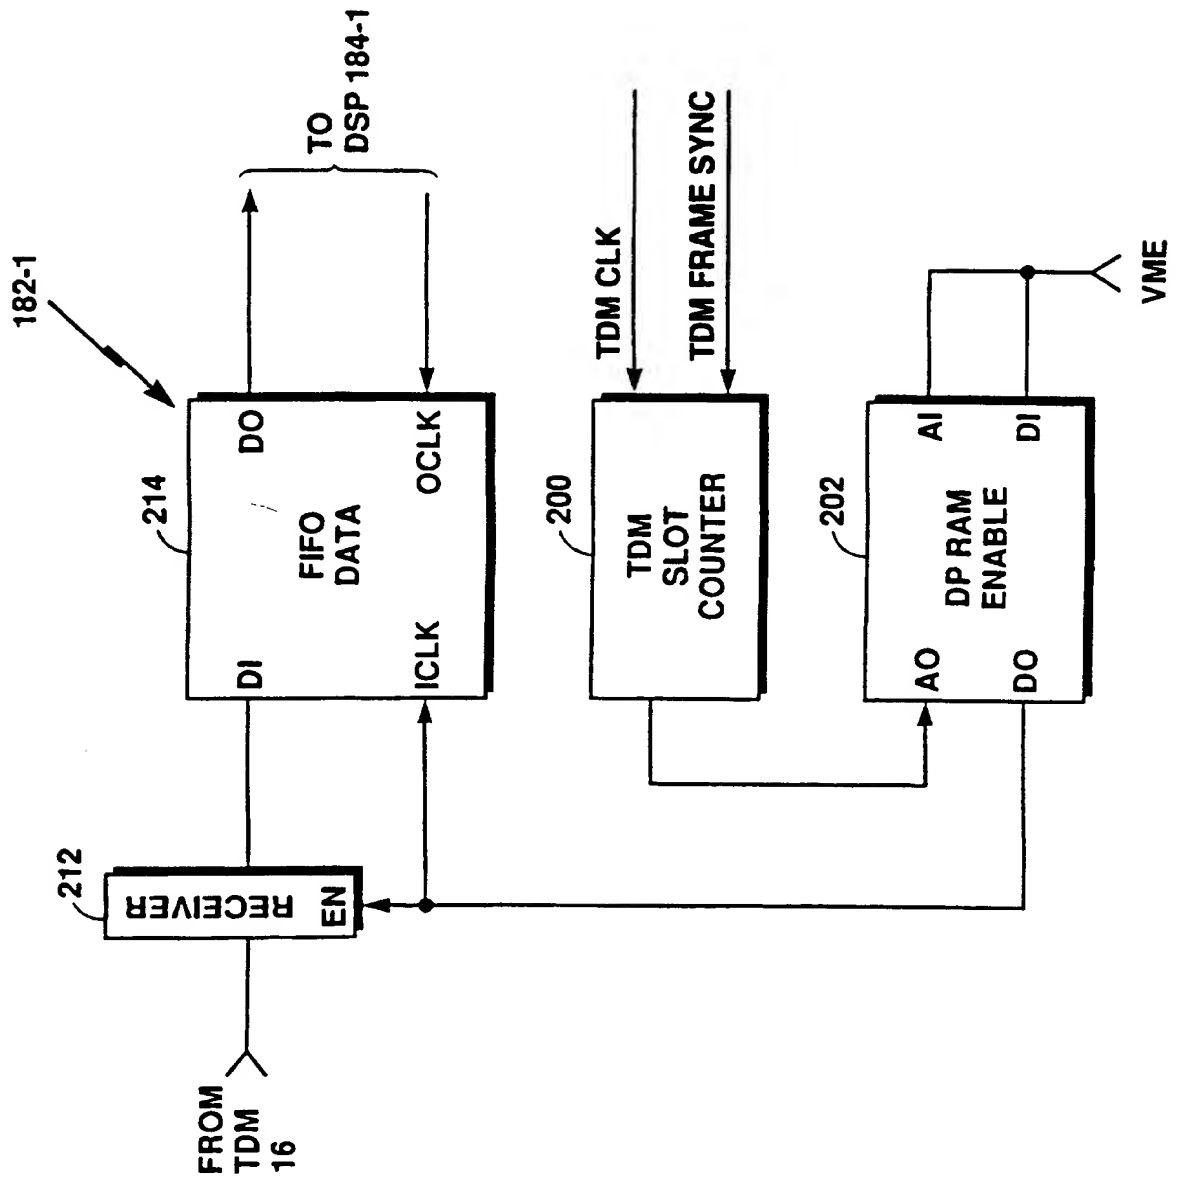 182-1
214
FIFO
DATA
DI
DO
ICLK
OCLK
TO
DSP 184-1
212
RECEIVER
EN
FROM
TDM
16
200
TDM
SLOT
COUNTER
TDM CLK
TDM FRAME SYNC
202
DP RAM
ENABLE
AO
AI
DO
DI
VME